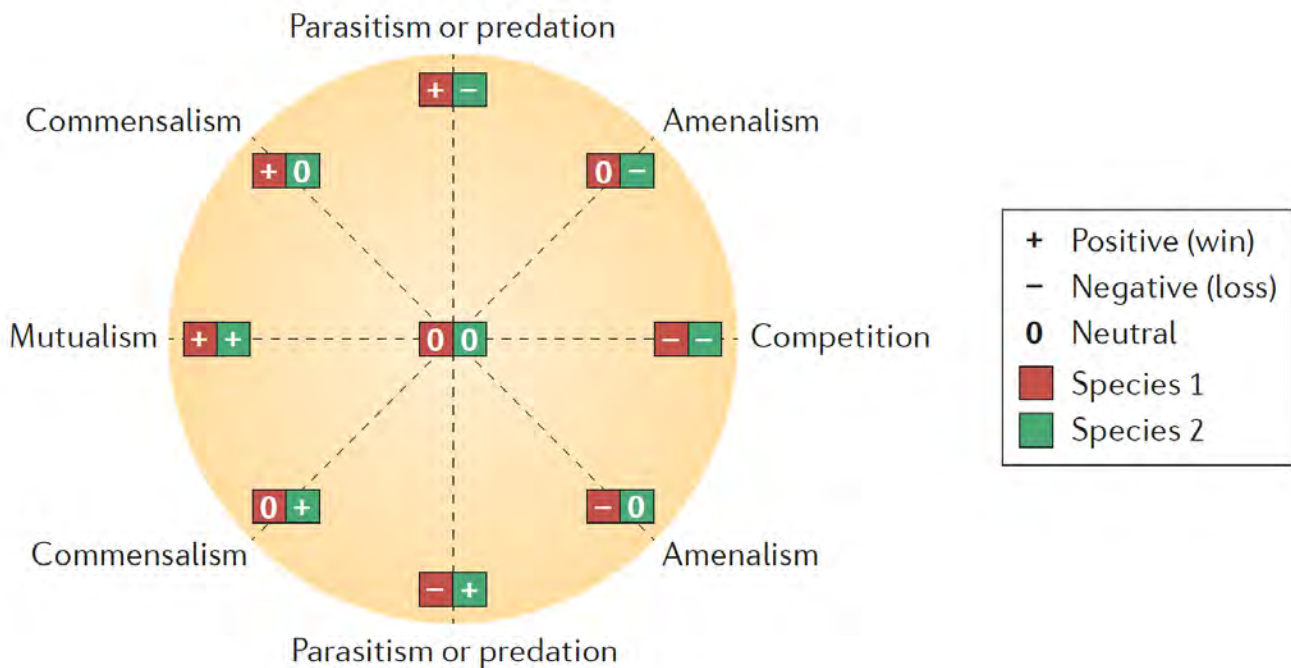 Parasitism or predation
+ −
Commensalism
Amenalism
+ 0
0 −
Mutualism
+ +
0 0
− −
Competition
0 +
− 0
Commensalism
Amenalism
− +
Parasitism or predation
+ Positive (win)
− Negative (loss)
0 Neutral
Species 1
Species 2